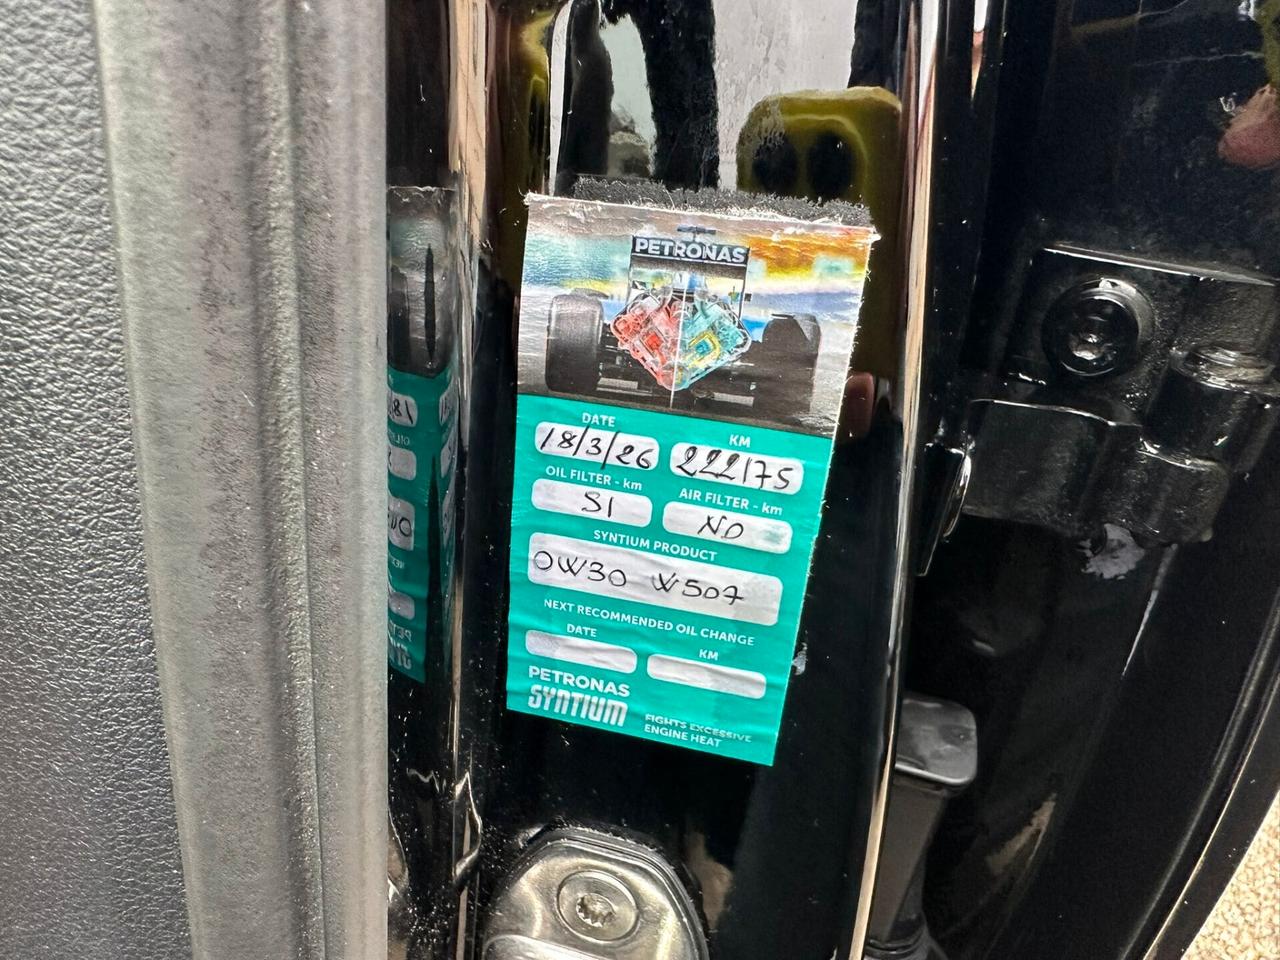 PETRONAS
DATE KM
18/3/26 222175
OIL FILTER - km AIR FILTER - km
SI NO
SYNTIUM PRODUCT
0W30 W507
NEXT RECOMMENDED OIL CHANGE
DATE KM
PETRONAS
SYNTIUM
FIGHTS EXCESSIVE
ENGINE HEAT